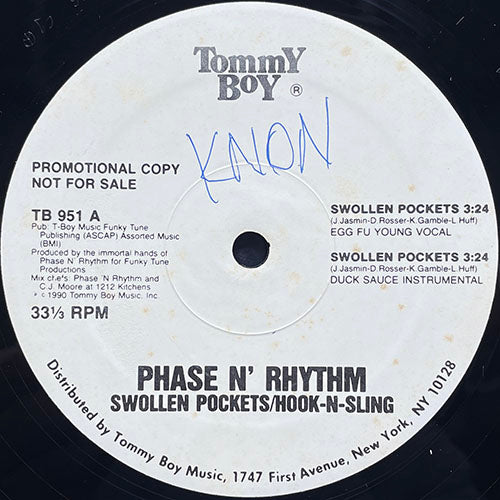 Tommy
Boy ®
KNON
PROMOTIONAL COPY
NOT FOR SALE
TB 951 A
Pub: T-Boy Music Funky Tune
Publishing (ASCAP) Assorted Music
(BMI)
Produced by the immortal hands of
Phase N' Rhythm for Funky Tune
Productions
Mix chefs: Phase 'N Rhythm and
C.J. Moore at 1212 Kitchens
℗ © 1990 Tommy Boy Music, Inc
33⅓ RPM
SWOLLEN POCKETS 3:24
(J.Jasmin-D.Rosser-K.Gamble-L.Huff)
EGG FU YOUNG VOCAL
SWOLLEN POCKETS 3:24
(J.Jasmin-D.Rosser-K.Gamble-L.Huff)
DUCK SAUCE INSTRUMENTAL
PHASE N' RHYTHM
SWOLLEN POCKETS/HOOK-N-SLING
Distributed by Tommy Boy Music, 1747 First Avenue, New York, NY 10128